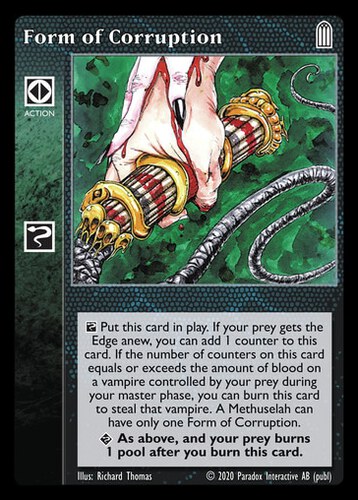 Form of Corruption
ACTION
Put this card in play. If your prey gets the
Edge anew, you can add 1 counter to this
card. If the number of counters on this card
equals or exceeds the amount of blood on
a vampire controlled by your prey during
your master phase, you can burn this card
to steal that vampire. A Methuselah can
have only one Form of Corruption.
As above, and your prey burns
1 pool after you burn this card.
Illus: Richard Thomas © 2020 Paradox Interactive AB (publ)